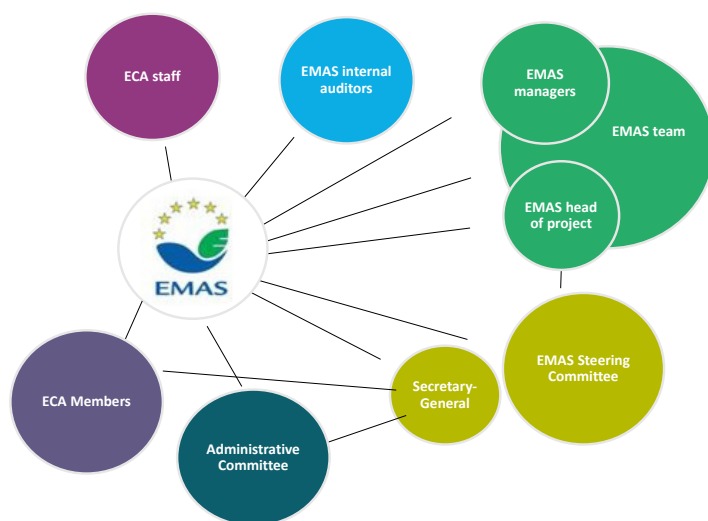 ECA staff
EMAS internal
auditors
EMAS
managers
EMAS team
EMAS head
of project
EMAS
EMAS Steering
Committee
Secretary-
General
ECA Members
Administrative
Committee